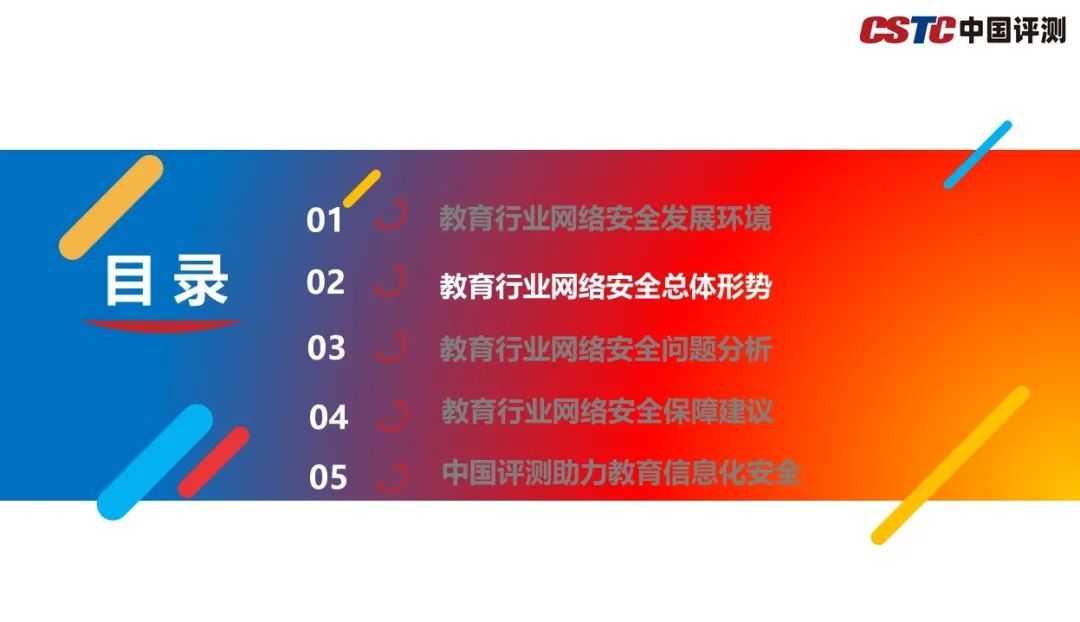 CSTC中国评测
目录
01 教育行业网络安全发展环境
02 教育行业网络安全总体形势
03 教育行业网络安全问题分析
04 教育行业网络安全保障建议
05 中国评测助力教育信息化安全